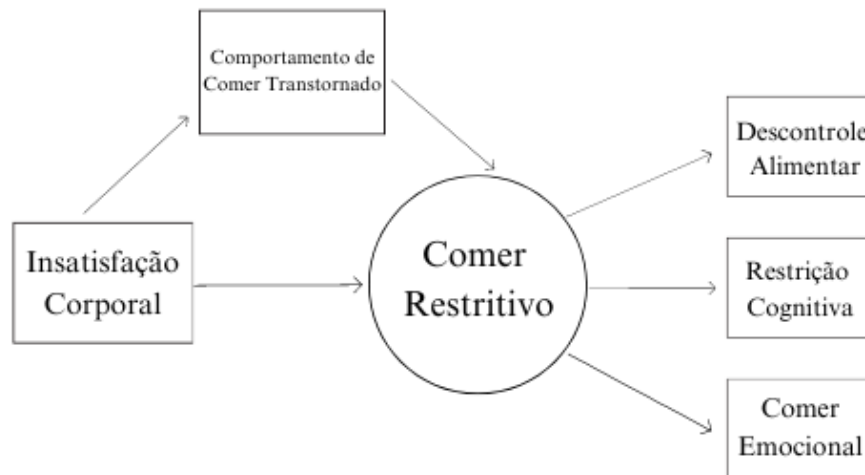 Comportamento de
Comer Transtornado
Insatisfação
Corporal
Comer
Restritivo
Descontrole
Alimentar
Restrição
Cognitiva
Comer
Emocional